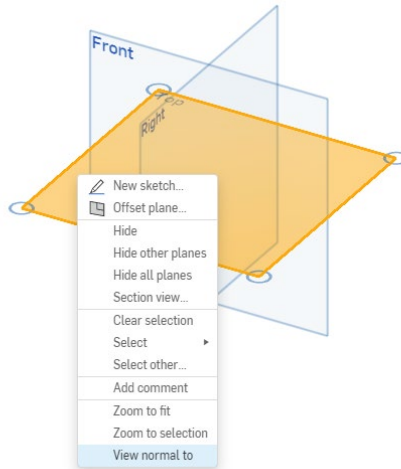 Front
Top
Right
New sketch...
Offset plane...
Hide
Hide other planes
Hide all planes
Section view...
Clear selection
Select
Select other...
Add comment
Zoom to fit
Zoom to selection
View normal to